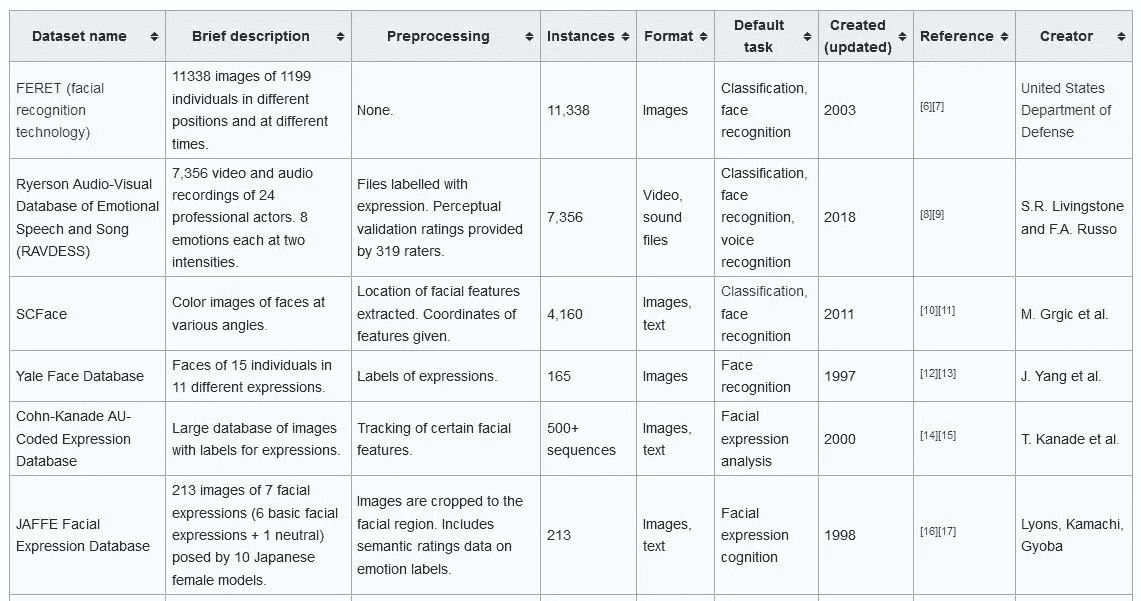 Dataset name Brief description Preprocessing Instances Format Default task Created (updated) Reference Creator
FERET (facial recognition technology) 11338 images of 1199 individuals in different positions and at different times. None. 11,338 Images Classification, face recognition 2003 [6][7] United States Department of Defense
Ryerson Audio-Visual Database of Emotional Speech and Song (RAVDESS) 7,356 video and audio recordings of 24 professional actors. 8 emotions each at two intensities. Files labelled with expression. Perceptual validation ratings provided by 319 raters. 7,356 Video, sound files Classification, face recognition, voice recognition 2018 [8][9] S.R. Livingstone and F.A. Russo
SCFace Color images of faces at various angles. Location of facial features extracted. Coordinates of features given. 4,160 Images, text Classification, face recognition 2011 [10][11] M. Grgic et al.
Yale Face Database Faces of 15 individuals in 11 different expressions. Labels of expressions. 165 Images Face recognition 1997 [12][13] J. Yang et al.
Cohn-Kanade AU-Coded Expression Database Large database of images with labels for expressions. Tracking of certain facial features. 500+ sequences Images, text Facial expression analysis 2000 [14][15] T. Kanade et al.
JAFFE Facial Expression Database 213 images of 7 facial expressions (6 basic facial expressions + 1 neutral) posed by 10 Japanese female models. Images are cropped to the facial region. Includes semantic ratings data on emotion labels. 213 Images, text Facial expression cognition 1998 [16][17] Lyons, Kamachi, Gyoba